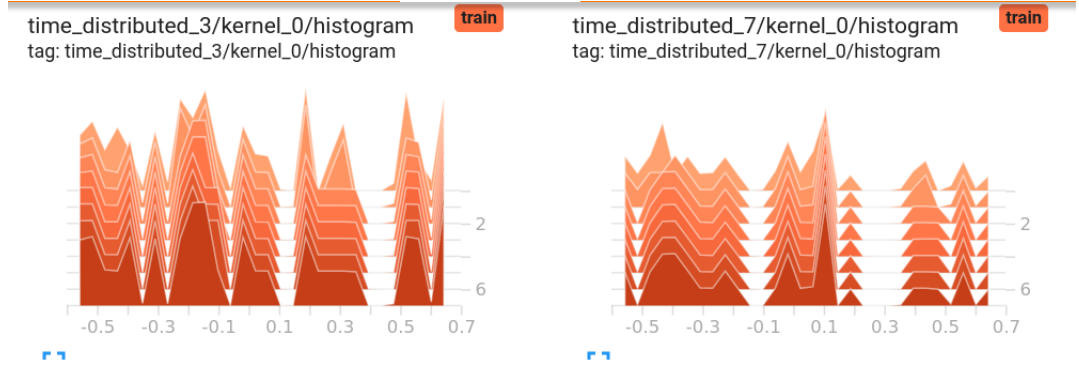 time_distributed_3/kernel_0/histogram
train
tag: time_distributed_3/kernel_0/histogram
2
6
-0.5 -0.3 -0.1 0.1 0.3 0.5 0.7
time_distributed_7/kernel_0/histogram
train
tag: time_distributed_7/kernel_0/histogram
2
6
-0.5 -0.3 -0.1 0.1 0.3 0.5 0.7